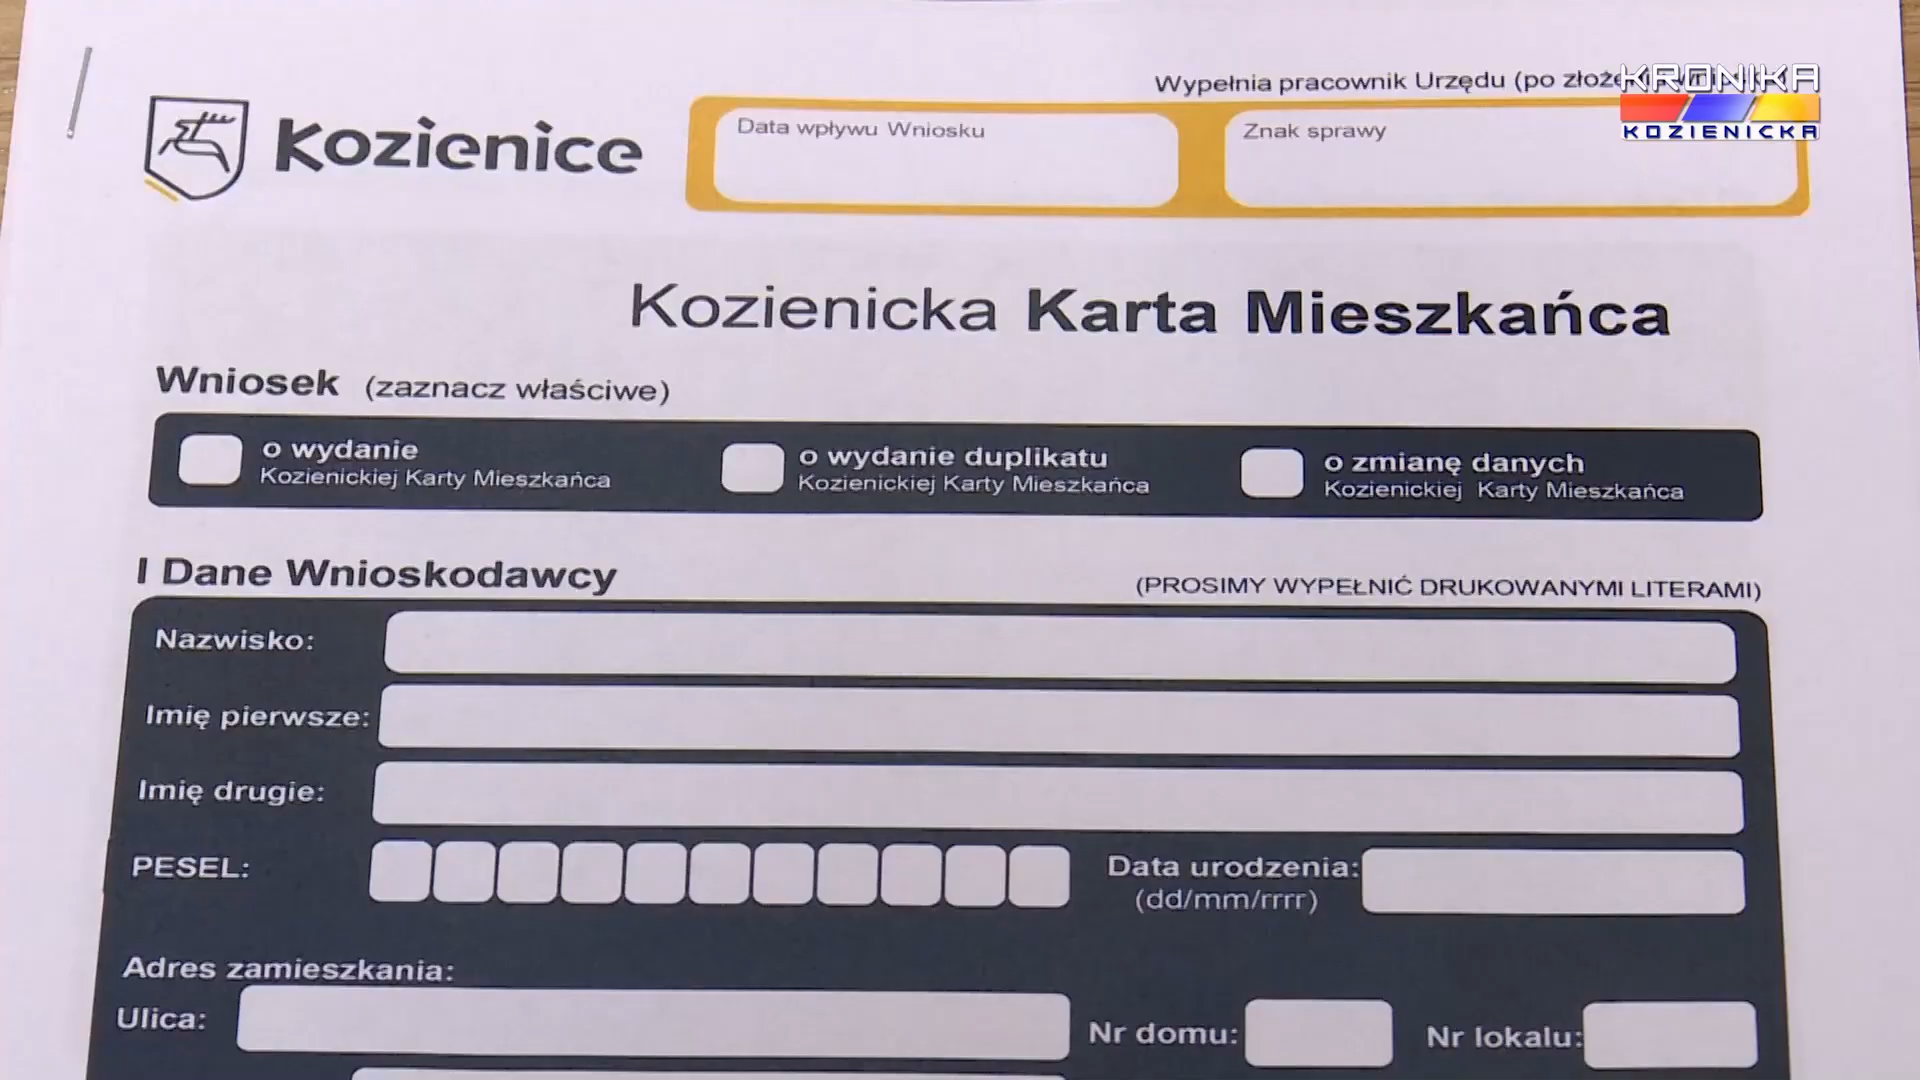 Wypełnia pracownik Urzędu (po
KRONIKA
KOZIENICKA
Kozienice
Data wpływu Wniosku
Znak sprawy
Kozienicka Karta Mieszkańca
Wniosek (zaznacz właściwe)
o wydanie
Kozienickiej Karty Mieszkańca
o wydanie duplikatu
Kozienickiej Karty Mieszkańca
o zmianę danych
Kozienickiej Karty Mieszkańca
I Dane Wnioskodawcy
(PROSIMY WYPEŁNIĆ DRUKOWANYMI LITERAMI)
Nazwisko:
Imię pierwsze:
Imię drugie:
PESEL:
Data urodzenia:
(dd/mm/rrrr)
Adres zamieszkania:
Ulica:
Nr domu:
Nr lokalu: